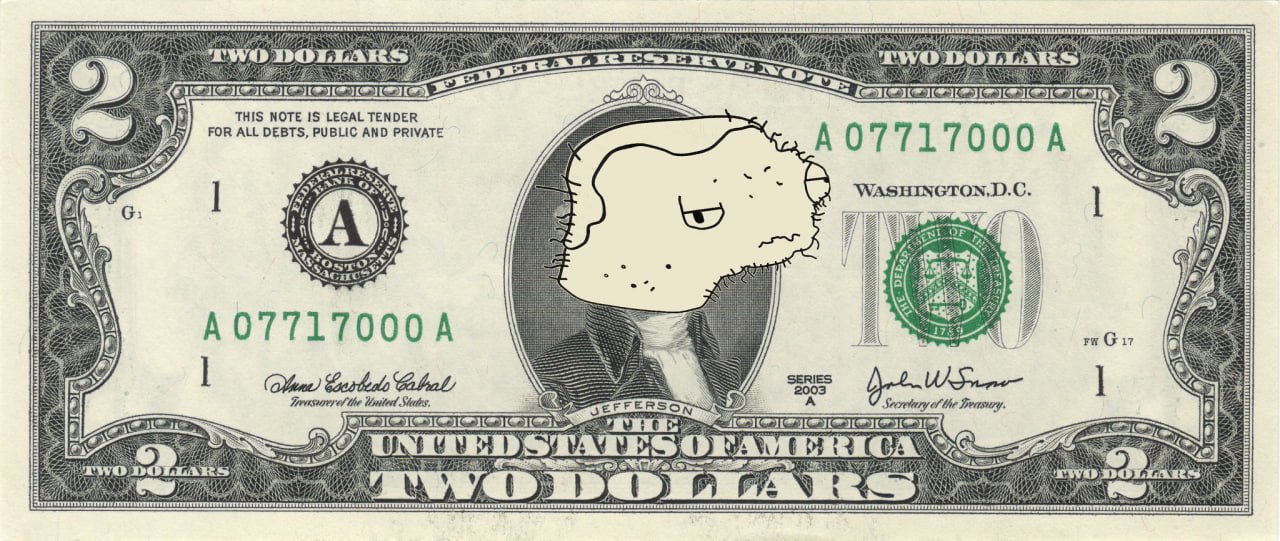 FEDERAL RESERVE NOTE
TWO DOLLARS
TWO DOLLARS
2
2
THIS NOTE IS LEGAL TENDER
FOR ALL DEBTS, PUBLIC AND PRIVATE
A 07717000 A
WASHINGTON, D.C.
1
1
G1
FEDERAL RESERVE
BANK OF
BOSTON
MASSACHUSETTS
A
TWO
THE DEPARTMENT OF THE TREASURY
1789
A 07717000 A
FW G 17
1
1
Anna Escobedo Cabral
Treasurer of the United States.
SERIES
2003
A
John W Snow
Secretary of the Treasury.
JEFFERSON
THE
UNITED STATES OF AMERICA
TWO DOLLARS
TWO DOLLARS
2
TWO DOLLARS
2